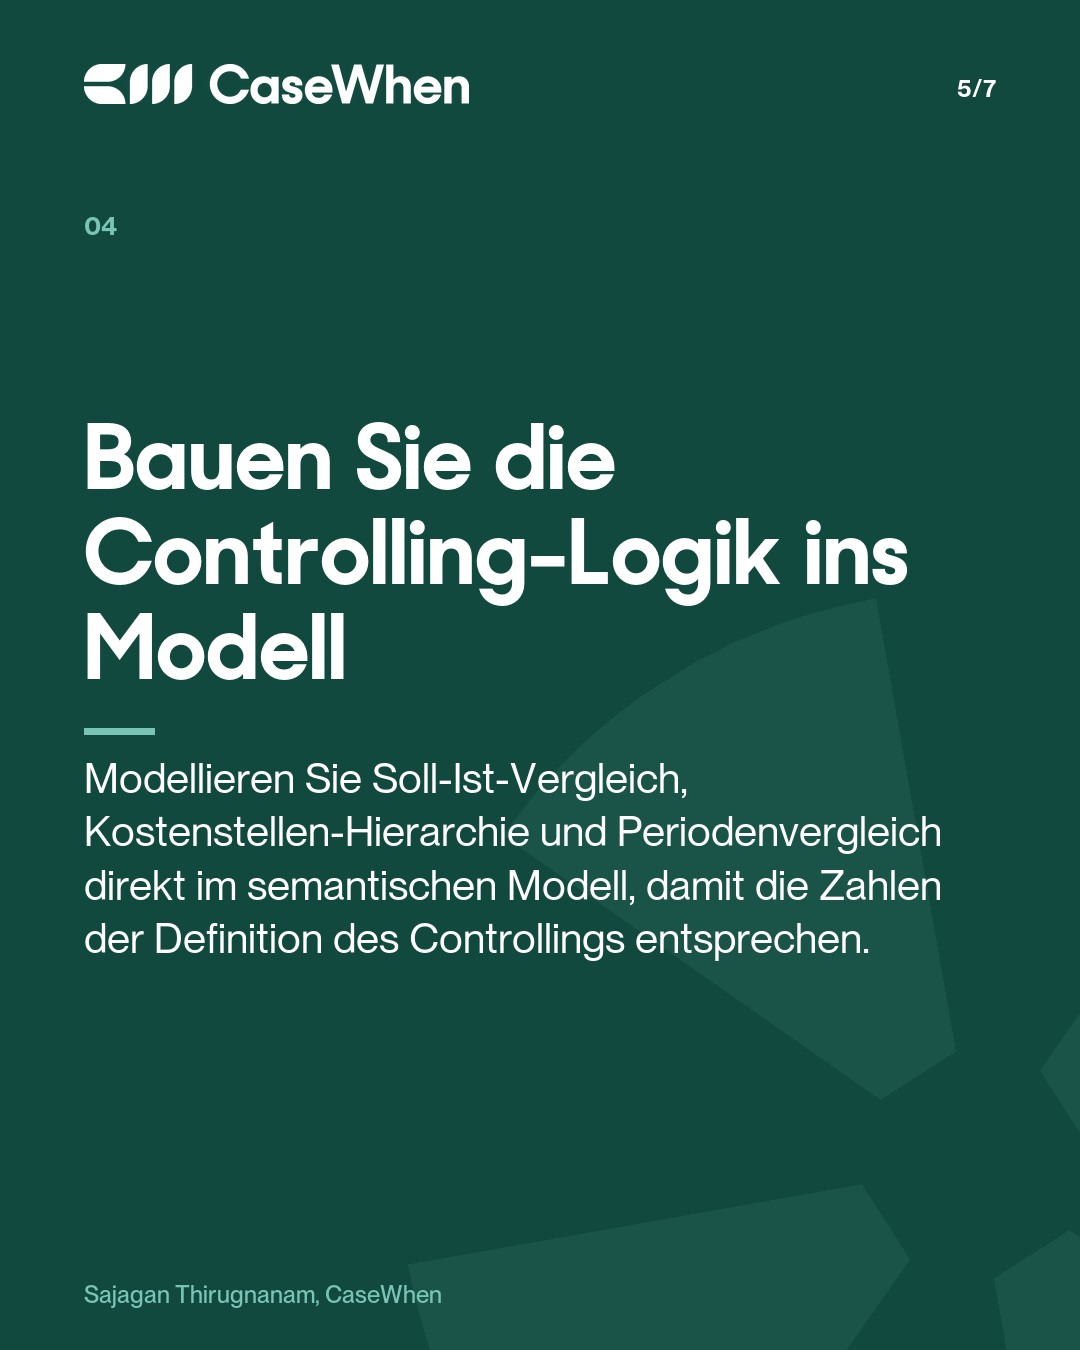 CaseWhen
5/7
04
Bauen Sie die
Controlling-Logik ins
Modell
Modellieren Sie Soll-Ist-Vergleich,
Kostenstellen-Hierarchie und Periodenvergleich
direkt im semantischen Modell, damit die Zahlen
der Definition des Controllings entsprechen.
Sajagan Thirugnanam, CaseWhen